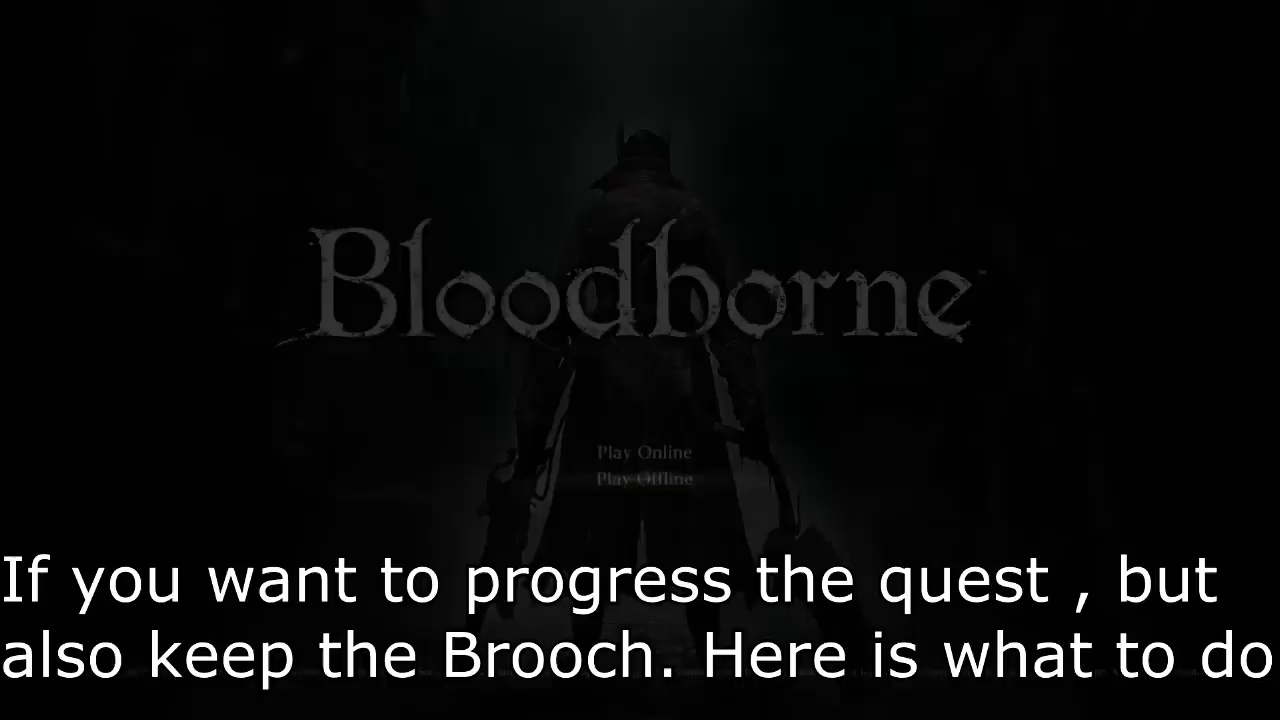 Bloodborne
Play Online
Play Offline
If you want to progress the quest , but
also keep the Brooch. Here is what to do